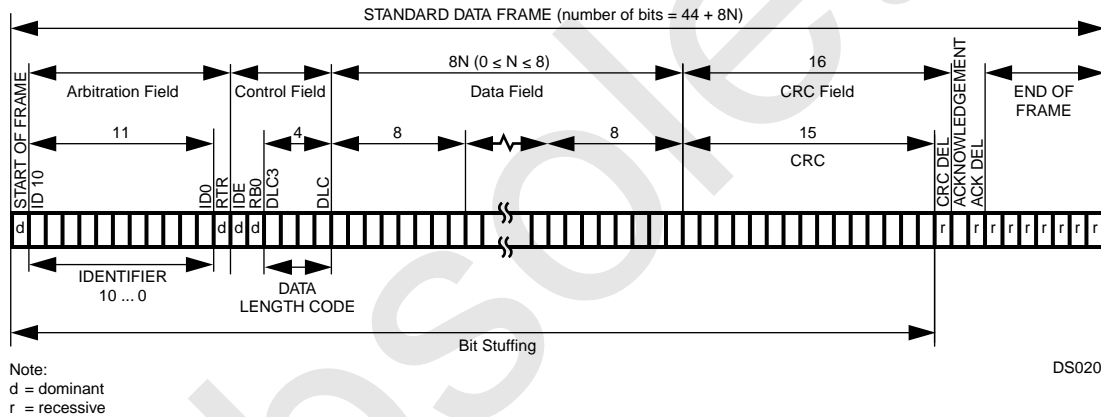 STANDARD DATA FRAME (number of bits = 44 + 8N)
8N (0 ≤ N ≤ 8)
16
Arbitration Field
Control Field
Data Field
CRC Field
END OF
FRAME
11
4
8
8
15
CRC
START OF FRAME
ID 10
ID0
RTR
IDE
RB0
DLC3
DLC
CRC DEL
ACKNOWLEDGEMENT
ACK DEL
d d d d r r r r r r r r r
IDENTIFIER
10 ... 0
DATA
LENGTH CODE
Bit Stuffing
Note:
d = dominant
r = recessive
DS020